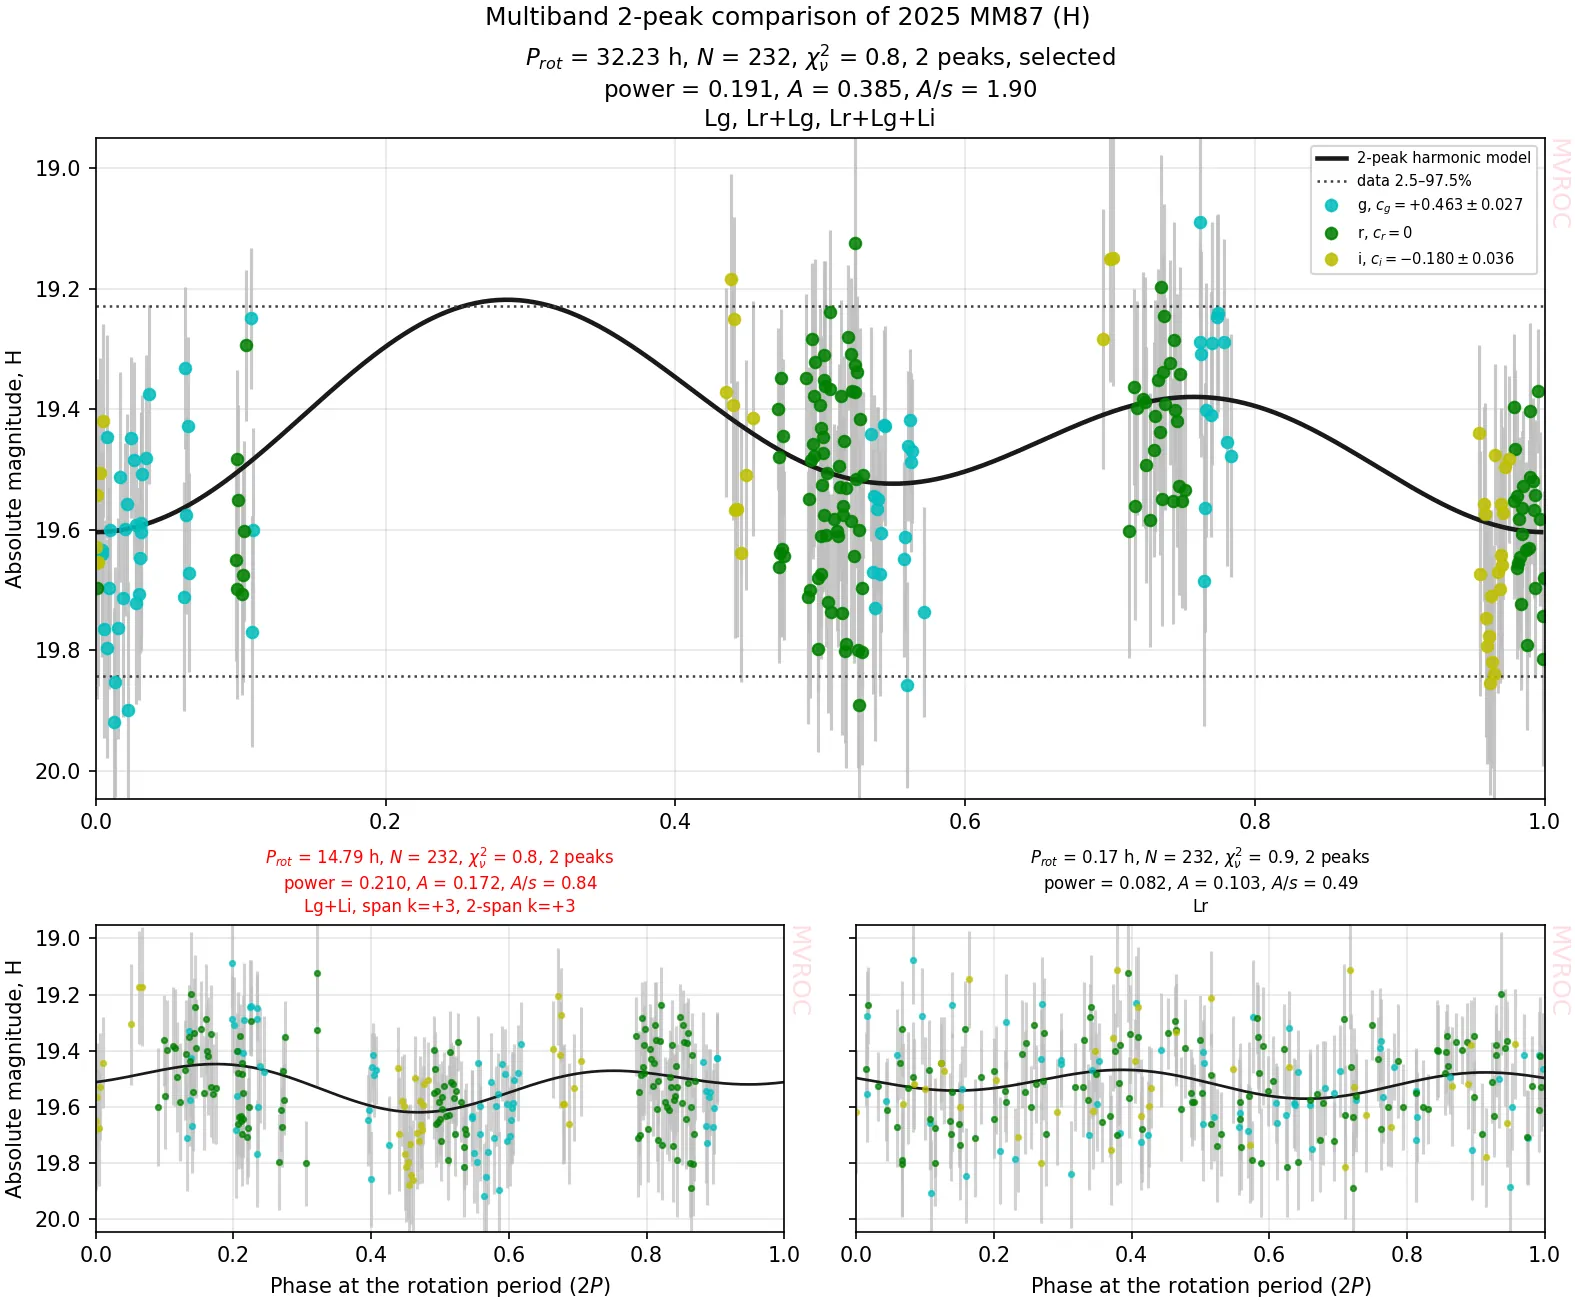 Multiband 2-peak comparison of 2025 MM87 (H)
P_rot = 32.23 h, N = 232, χ²_ν = 0.8, 2 peaks, selected
power = 0.191, A = 0.385, A/s = 1.90
Lg, Lr+Lg, Lr+Lg+Li
Absolute magnitude, H
19.0
19.2
19.4
19.6
19.8
20.0
0.0 0.2 0.4 0.6 0.8 1.0
2-peak harmonic model
data 2.5–97.5%
g, c_g = +0.463 ± 0.027
r, c_r = 0
i, c_i = −0.180 ± 0.036
MVROC
P_rot = 14.79 h, N = 232, χ²_ν = 0.8, 2 peaks
power = 0.210, A = 0.172, A/s = 0.84
Lg+Li, span k=+3, 2-span k=+3
Absolute magnitude, H
19.0
19.2
19.4
19.6
19.8
20.0
0.0 0.2 0.4 0.6 0.8 1.0
Phase at the rotation period (2P)
MVROC
P_rot = 0.17 h, N = 232, χ²_ν = 0.9, 2 peaks
power = 0.082, A = 0.103, A/s = 0.49
Lr
0.0 0.2 0.4 0.6 0.8 1.0
Phase at the rotation period (2P)
MVROC